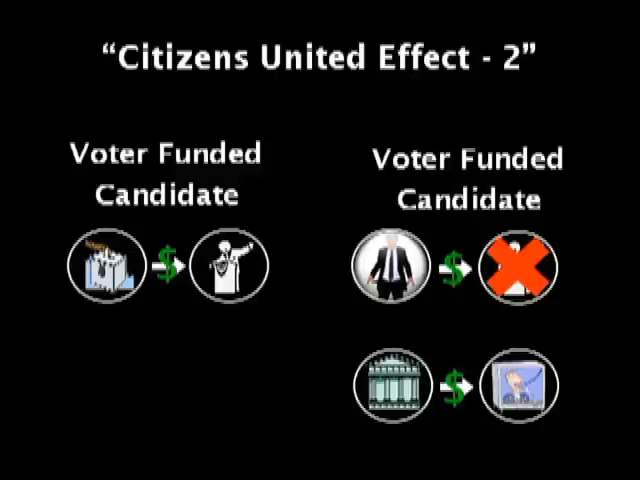 “Citizens United Effect - 2”
Voter Funded
Candidate
Voter Funded
Candidate
$
$
$